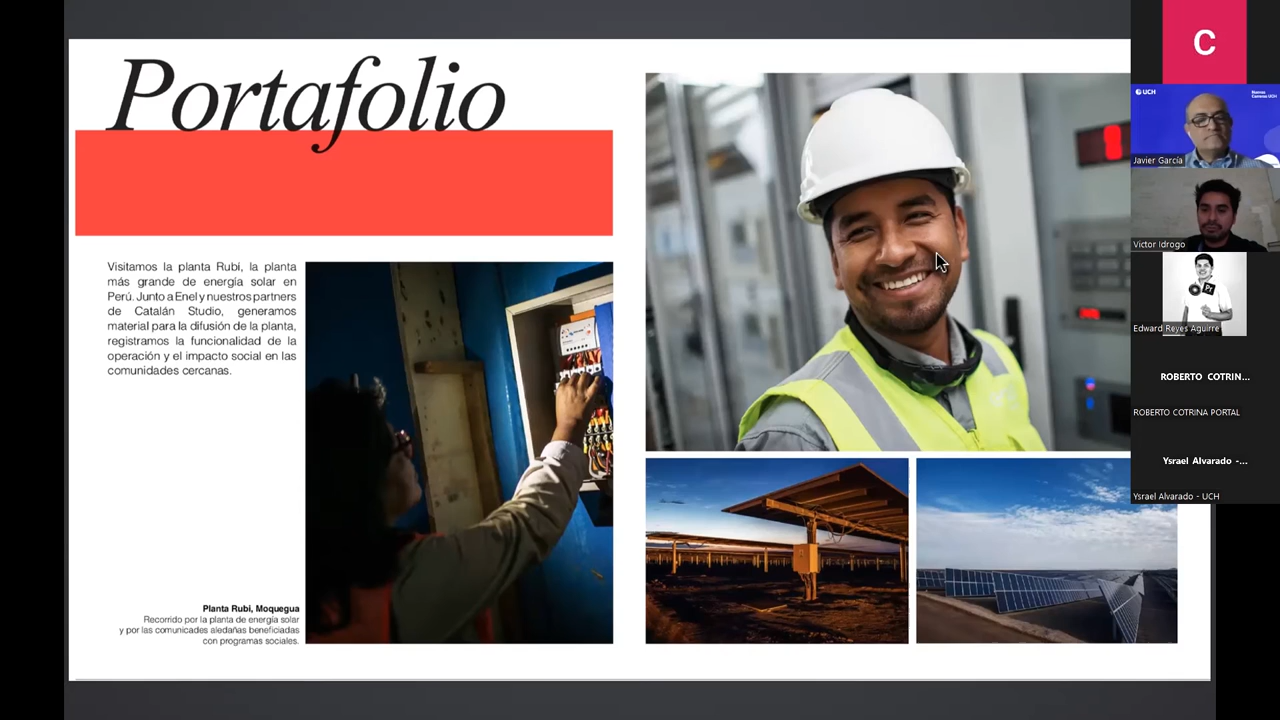 Portafolio
Visitamos la planta Rubí, la planta
más grande de energía solar en
Perú. Junto a Enel y nuestros partners
de Catalán Studio, generamos
material para la difusión de la planta,
registramos la funcionalidad de la
operación y el impacto social en las
comunidades cercanas.
Planta Rubi, Moquegua
Recorrido por la planta de energía solar
y por las comunicades aledañas beneficiadas
con programas sociales.
C
UCH
Javier García
Victor Idrogo
Pr
Edward Reyes Aguirre
ROBERTO COTRIN...
ROBERTO COTRINA PORTAL
Ysrael Alvarado -...
Ysrael Alvarado - UCH